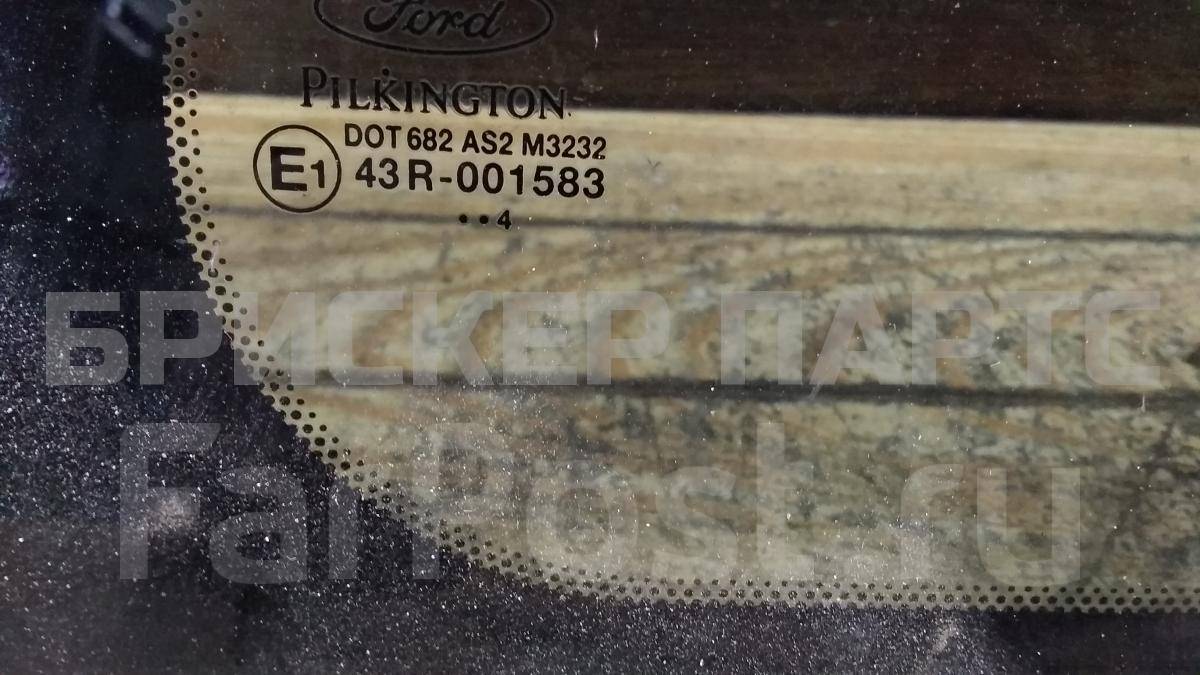 Ford
PILKINGTON
DOT 682 AS2 M3232
E1 43R-001583
••4
БРИСКЕР ПАРТС
FarPost.ru